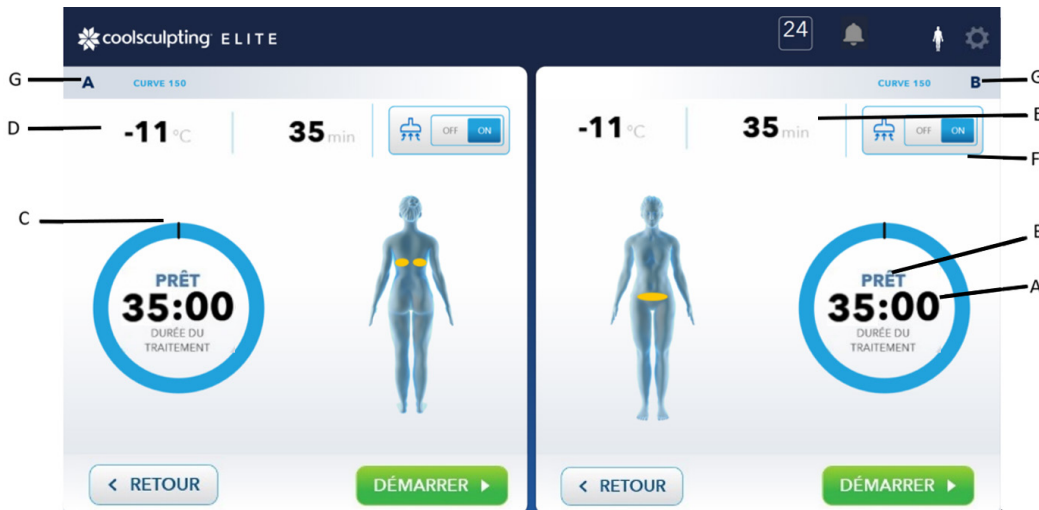 coolsculpting ELITE
24
G
A CURVE 150
CURVE 150 B
G
D
-11 °C
35 min
OFF ON
-11 °C
35 min
OFF ON
E
F
C
PRÊT
35:00
DURÉE DU
TRAITEMENT
PRÊT
35:00
DURÉE DU
TRAITEMENT
A
< RETOUR
DÉMARRER
< RETOUR
DÉMARRER